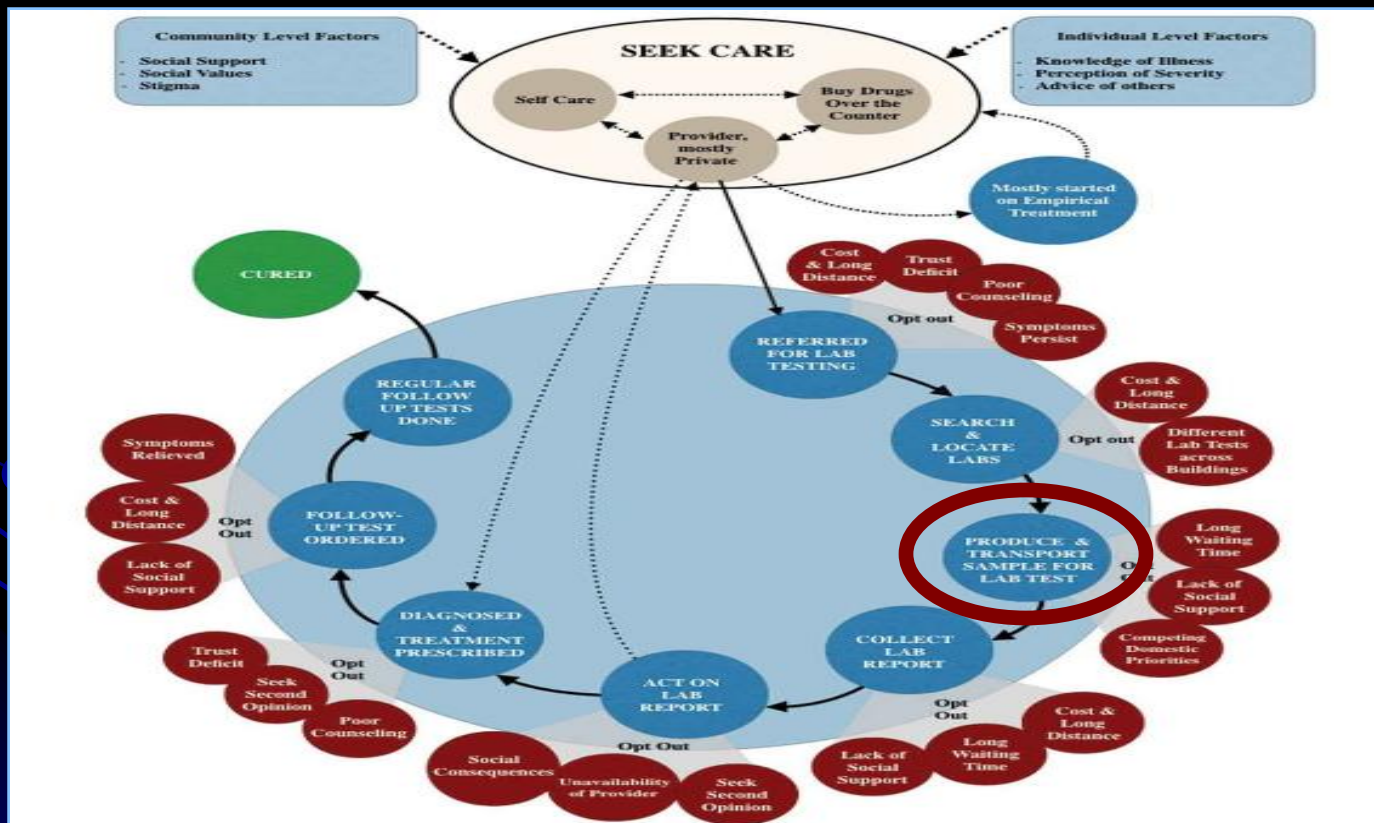 Community Level Factors
- Social Support
- Social Values
- Stigma
SEEK CARE
Self Care
Buy Drugs
Over the
Counter
Provider,
mostly
Private
Individual Level Factors
- Knowledge of Illness
- Perception of Severity
- Advice of others
Mostly started
on Empirical
Treatment
CURED
REFERRED
FOR LAB
TESTING
Opt out
Cost
& Long
Distance
Trust
Deficit
Poor
Counseling
Symptoms
Persist
SEARCH
&
LOCATE
LABS
Opt out
Cost &
Long
Distance
Different
Lab Tests
across
Buildings
PRODUCE &
TRANSPORT
SAMPLE FOR
LAB TEST
Opt
Out
Long
Waiting
Time
Lack of
Social
Support
Competing
Domestic
Priorities
COLLECT
LAB
REPORT
Opt
Out
Cost &
Long
Distance
Long
Waiting
Time
Lack of
Social
Support
ACT ON
LAB
REPORT
Opt Out
Social
Consequences
Unavailability
of Provider
Seek
Second
Opinion
DIAGNOSED
&
TREATMENT
PRESCRIBED
Opt
Out
Trust
Deficit
Seek
Second
Opinion
Poor
Counseling
FOLLOW-
UP TEST
ORDERED
Opt
Out
Symptoms
Relieved
Cost &
Long
Distance
Lack of
Social
Support
REGULAR
FOLLOW
UP TESTS
DONE